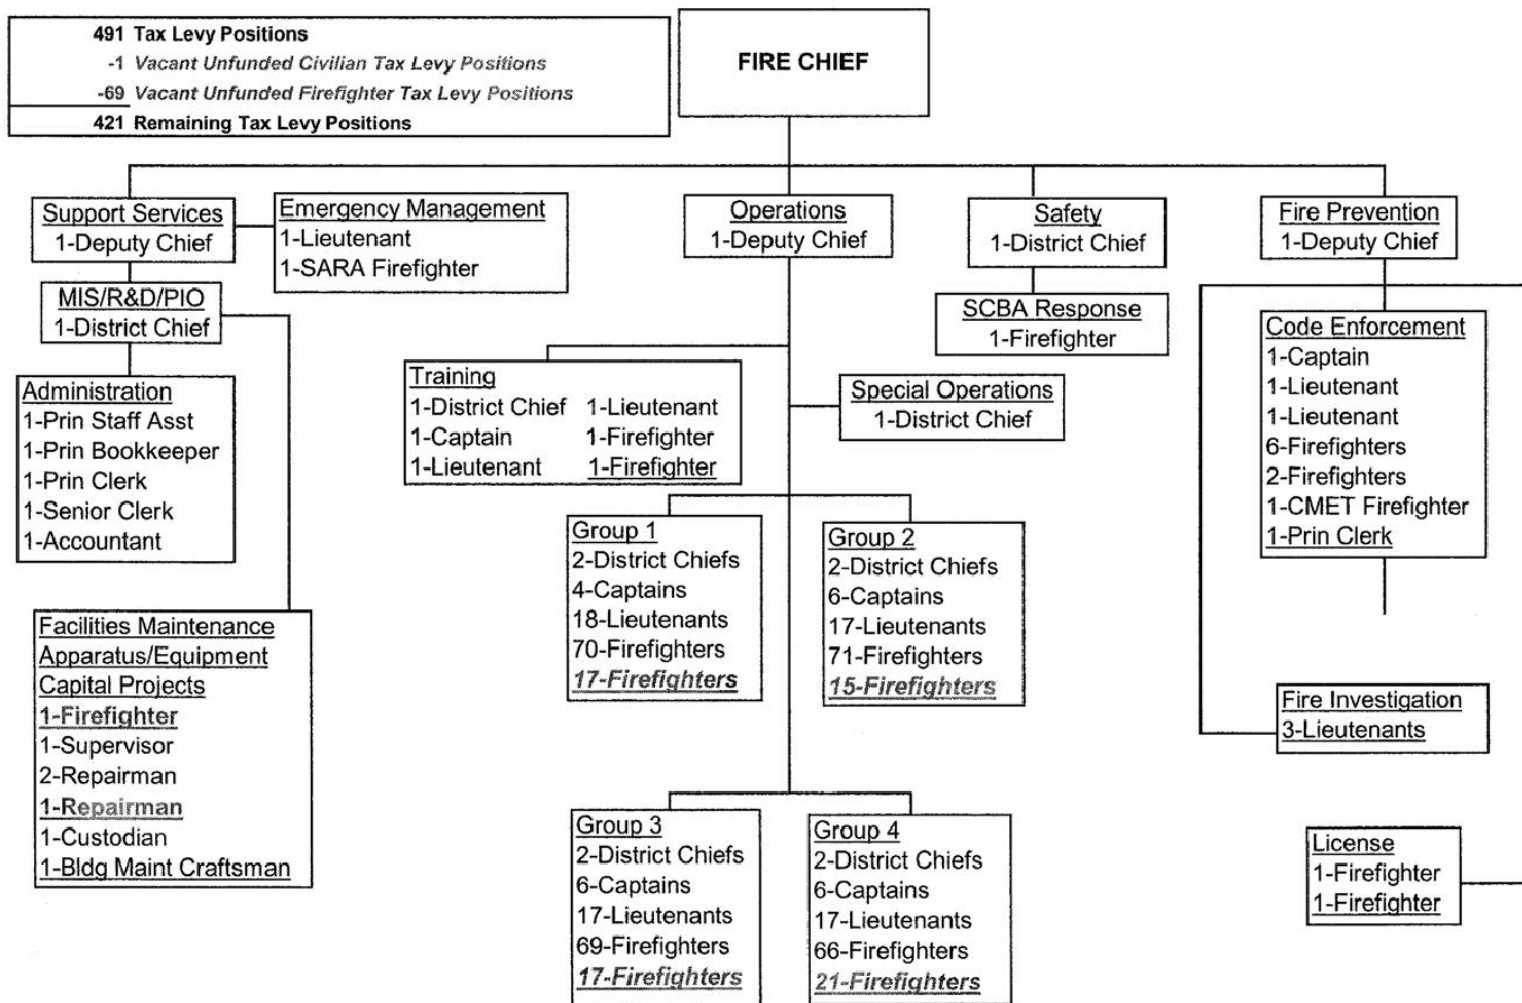 491 Tax Levy Positions
-1 Vacant Unfunded Civilian Tax Levy Positions
-69 Vacant Unfunded Firefighter Tax Levy Positions
421 Remaining Tax Levy Positions
FIRE CHIEF
Support Services
1-Deputy Chief
Emergency Management
1-Lieutenant
1-SARA Firefighter
Operations
1-Deputy Chief
Safety
1-District Chief
Fire Prevention
1-Deputy Chief
MIS/R&D/PIO
1-District Chief
SCBA Response
1-Firefighter
Code Enforcement
1-Captain
1-Lieutenant
1-Lieutenant
6-Firefighters
2-Firefighters
1-CMET Firefighter
1-Prin Clerk
Administration
1-Prin Staff Asst
1-Prin Bookkeeper
1-Prin Clerk
1-Senior Clerk
1-Accountant
Training
1-District Chief 1-Lieutenant
1-Captain 1-Firefighter
1-Lieutenant 1-Firefighter
Special Operations
1-District Chief
Group 1
2-District Chiefs
4-Captains
18-Lieutenants
70-Firefighters
17-Firefighters
Group 2
2-District Chiefs
6-Captains
17-Lieutenants
71-Firefighters
15-Firefighters
Facilities Maintenance
Apparatus/Equipment
Capital Projects
1-Firefighter
1-Supervisor
2-Repairman
1-Repairman
1-Custodian
1-Bldg Maint Craftsman
Fire Investigation
3-Lieutenants
Group 3
2-District Chiefs
6-Captains
17-Lieutenants
69-Firefighters
17-Firefighters
Group 4
2-District Chiefs
6-Captains
17-Lieutenants
66-Firefighters
21-Firefighters
License
1-Firefighter
1-Firefighter